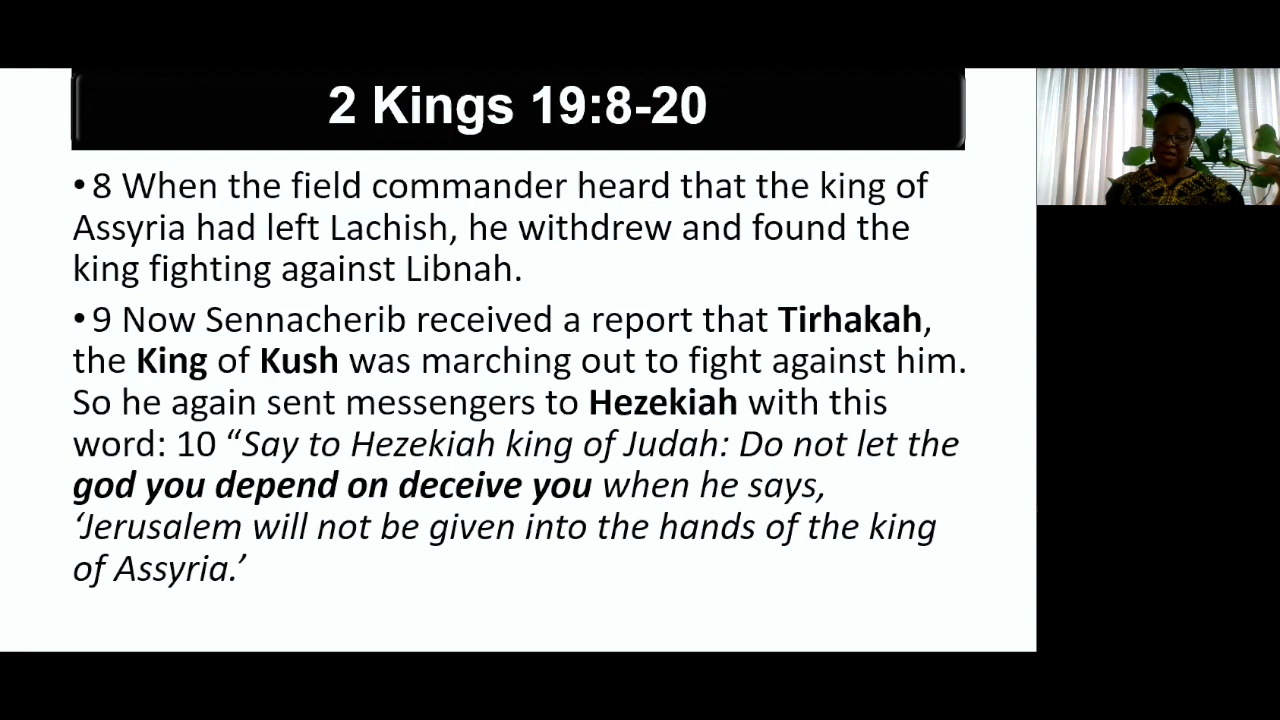 2 Kings 19:8-20
•8 When the field commander heard that the king of
Assyria had left Lachish, he withdrew and found the
king fighting against Libnah.
•9 Now Sennacherib received a report that Tirhakah,
the King of Kush was marching out to fight against him.
So he again sent messengers to Hezekiah with this
word: 10 “Say to Hezekiah king of Judah: Do not let the
god you depend on deceive you when he says,
‘Jerusalem will not be given into the hands of the king
of Assyria.’